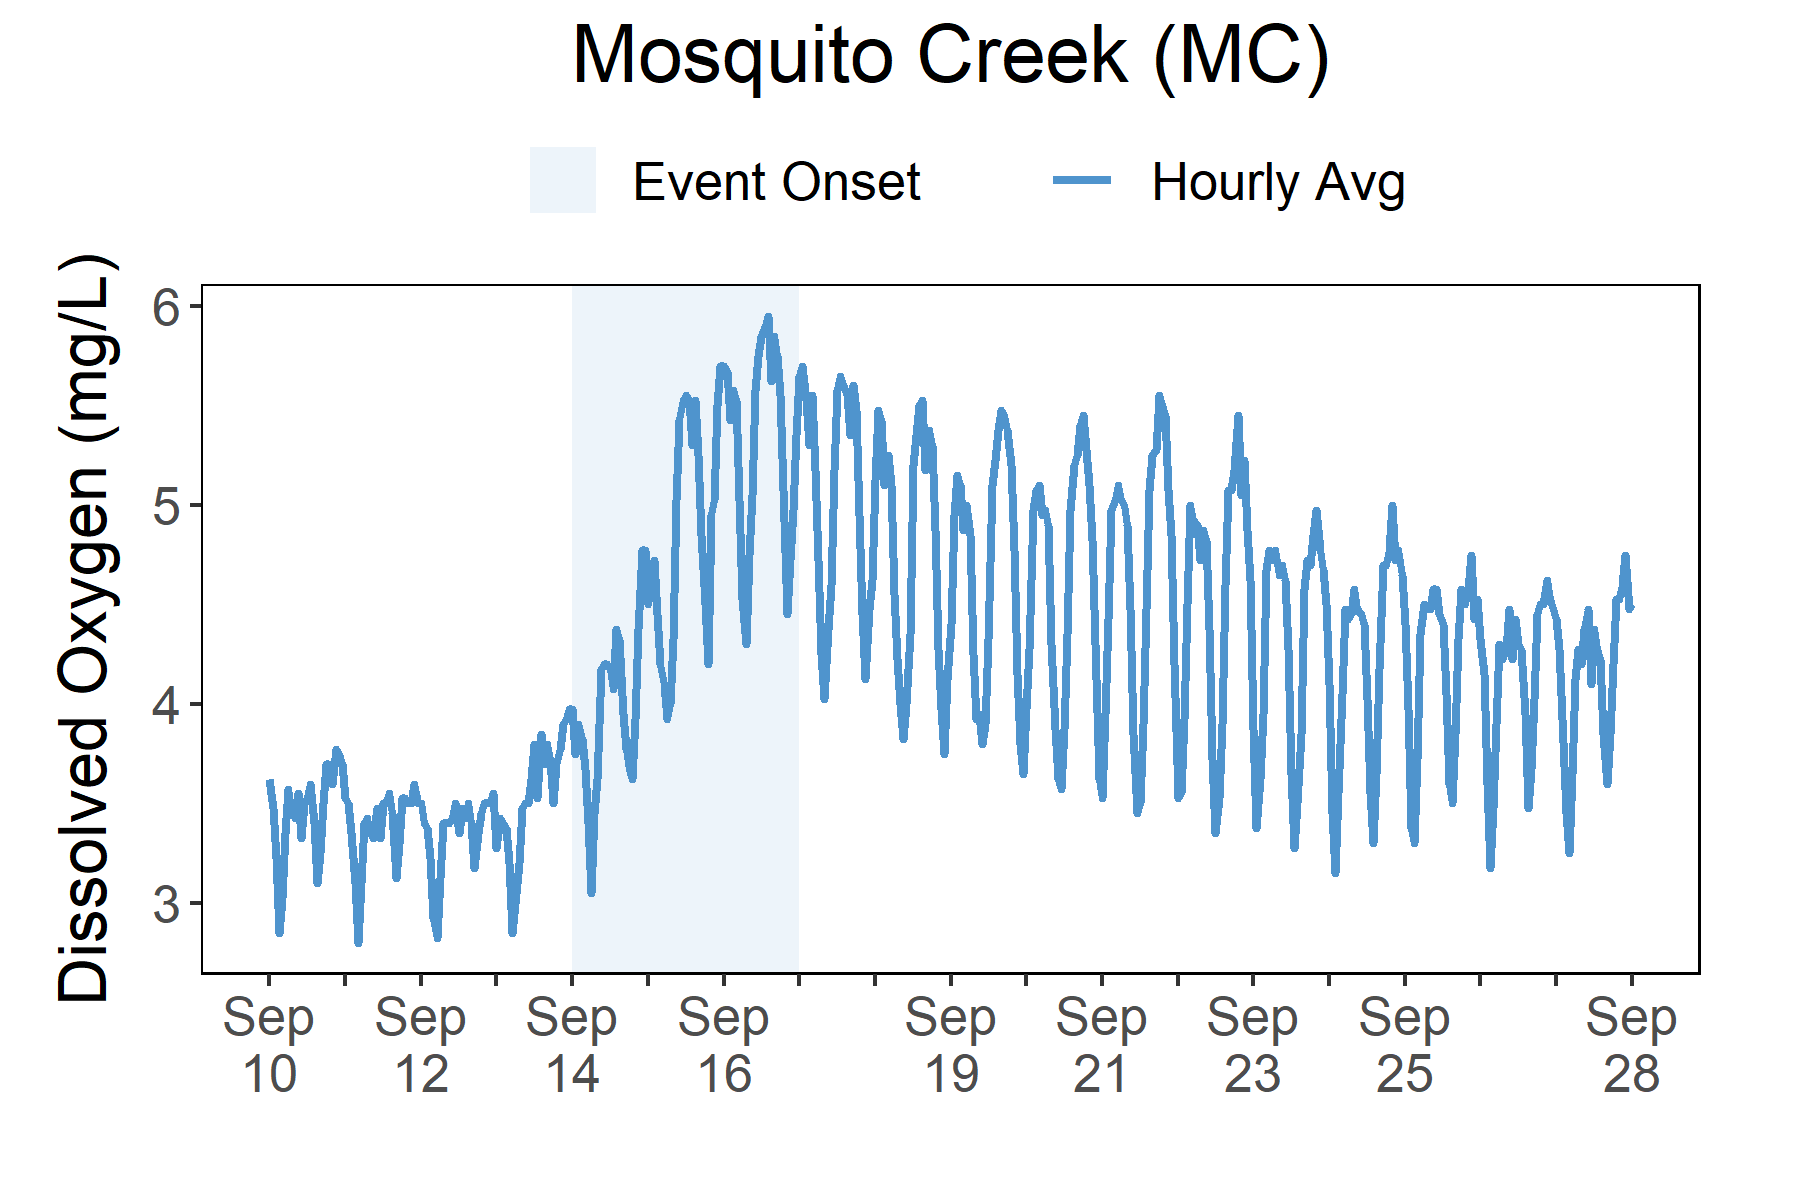 Mosquito Creek (MC)
Event Onset
Hourly Avg
Dissolved Oxygen (mg/L)
6
5
4
3
Sep
10
Sep
12
Sep
14
Sep
16
Sep
19
Sep
21
Sep
23
Sep
25
Sep
28